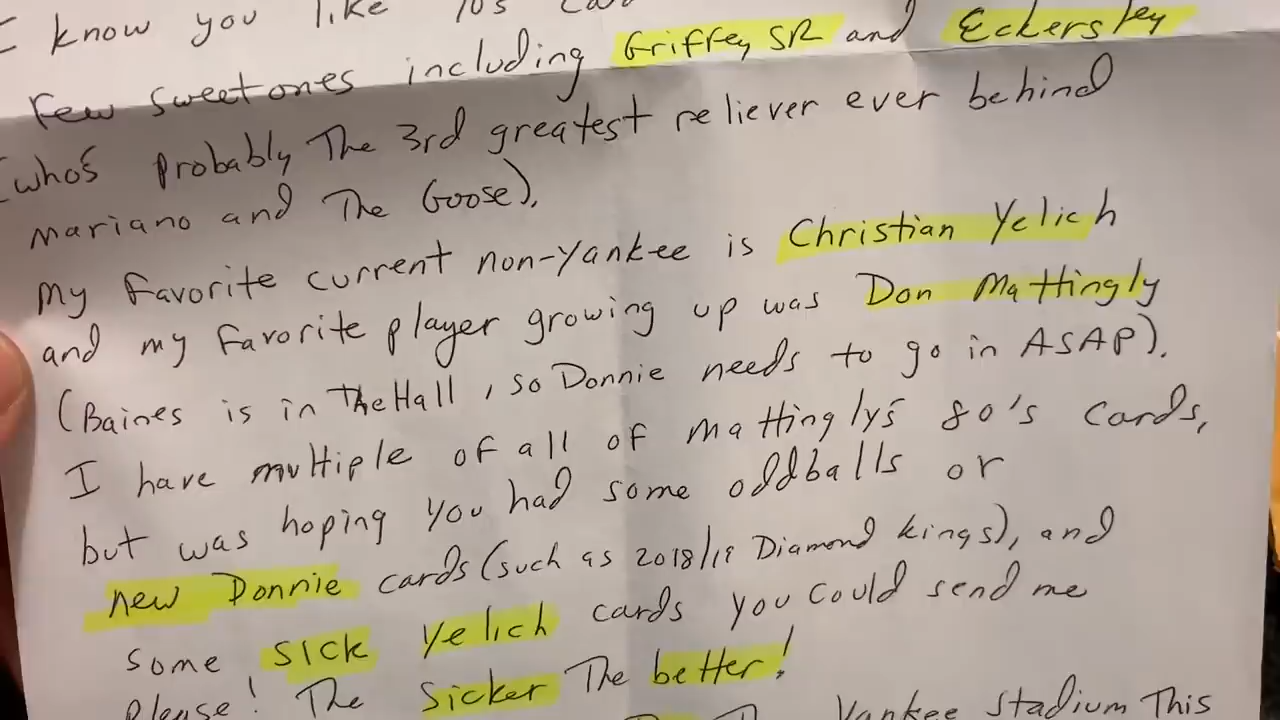 I know you like 70s
few sweet ones including Griffey SR and Eckersley
(who's probably The 3rd greatest reliever ever behind
Mariano and The Goose).
My favorite current non-Yankee is Christian Yelich
and my favorite player growing up was Don Mattingly
(Baines is in The Hall, so Donnie needs to go in ASAP).
I have multiple of all of Mattingly's 80's cards,
but was hoping you had some oddballs or
new Donnie cards (such as 2018/19 Diamond kings), and
some SICK Yelich cards you could send me
please! The Sicker The better!
Yankee Stadium This